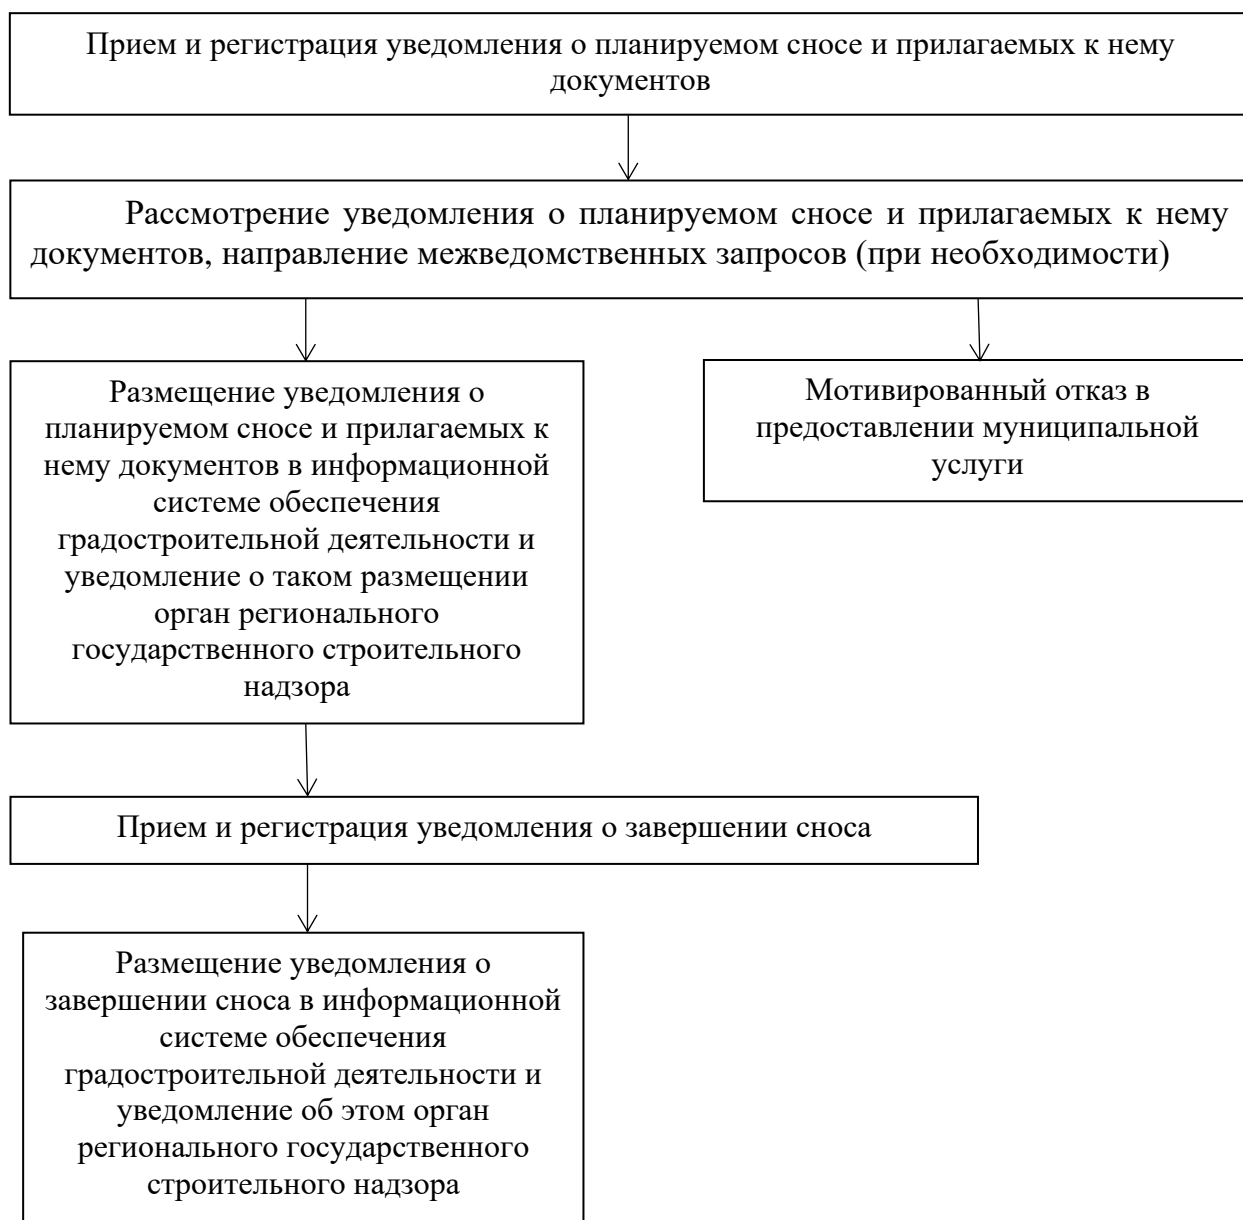 Прием и регистрация уведомления о планируемом сносе и прилагаемых к нему
документов
Рассмотрение уведомления о планируемом сносе и прилагаемых к нему
документов, направление межведомственных запросов (при необходимости)
Размещение уведомления о
планируемом сносе и прилагаемых к
нему документов в информационной
системе обеспечения
градостроительной деятельности и
уведомление о таком размещении
орган регионального
государственного строительного
надзора
Мотивированный отказ в
предоставлении муниципальной
услуги
Прием и регистрация уведомления о завершении сноса
Размещение уведомления о
завершении сноса в информационной
системе обеспечения
градостроительной деятельности и
уведомление об этом орган
регионального государственного
строительного надзора